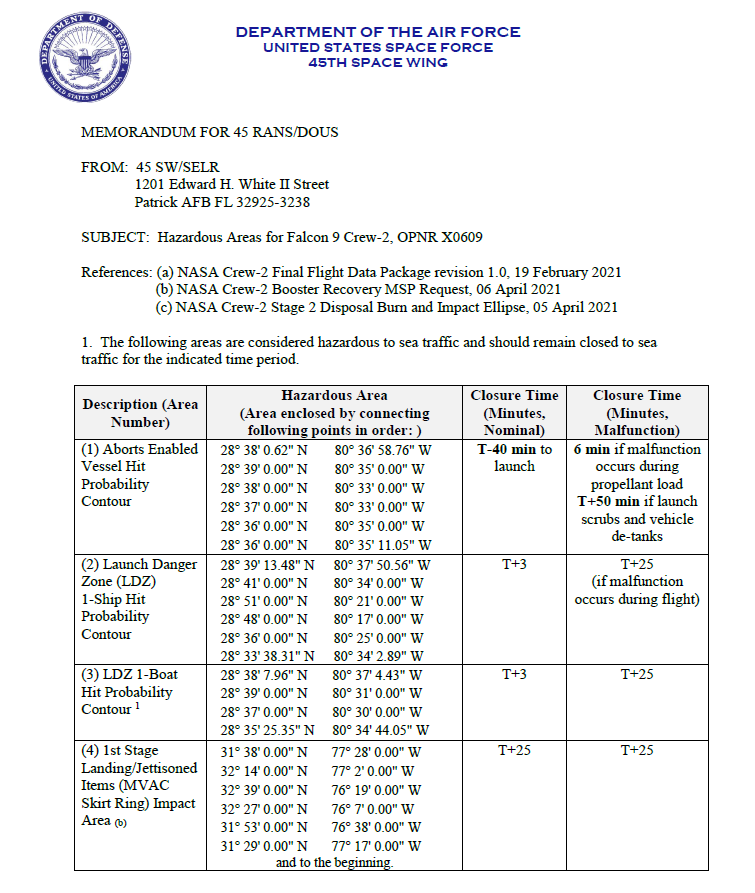 DEPARTMENT OF DEFENSE
UNITED STATES OF AMERICA
DEPARTMENT OF THE AIR FORCE
UNITED STATES SPACE FORCE
45TH SPACE WING
MEMORANDUM FOR 45 RANS/DOUS
FROM: 45 SW/SELR
1201 Edward H. White II Street
Patrick AFB FL 32925-3238
SUBJECT: Hazardous Areas for Falcon 9 Crew-2, OPNR X0609
References: (a) NASA Crew-2 Final Flight Data Package revision 1.0, 19 February 2021
(b) NASA Crew-2 Booster Recovery MSP Request, 06 April 2021
(c) NASA Crew-2 Stage 2 Disposal Burn and Impact Ellipse, 05 April 2021
1. The following areas are considered hazardous to sea traffic and should remain closed to sea
traffic for the indicated time period.
Description (Area
Number)
Hazardous Area
(Area enclosed by connecting
following points in order: )
Closure Time
(Minutes,
Nominal)
Closure Time
(Minutes,
Malfunction)
(1) Aborts Enabled
Vessel Hit
Probability
Contour
28° 38' 0.62" N 80° 36' 58.76" W
28° 39' 0.00" N 80° 35' 0.00" W
28° 38' 0.00" N 80° 33' 0.00" W
28° 37' 0.00" N 80° 33' 0.00" W
28° 36' 0.00" N 80° 35' 0.00" W
28° 36' 0.00" N 80° 35' 11.05" W
T-40 min to
launch
6 min if malfunction
occurs during
propellant load
T+50 min if launch
scrubs and vehicle
de-tanks
(2) Launch Danger
Zone (LDZ)
1-Ship Hit
Probability
Contour
28° 39' 13.48" N 80° 37' 50.56" W
28° 41' 0.00" N 80° 34' 0.00" W
28° 51' 0.00" N 80° 21' 0.00" W
28° 48' 0.00" N 80° 17' 0.00" W
28° 36' 0.00" N 80° 25' 0.00" W
28° 33' 38.31" N 80° 34' 2.89" W
T+3
T+25
(if malfunction
occurs during flight)
(3) LDZ 1-Boat
Hit Probability
Contour 1
28° 38' 7.96" N 80° 37' 4.43" W
28° 39' 0.00" N 80° 31' 0.00" W
28° 37' 0.00" N 80° 30' 0.00" W
28° 35' 25.35" N 80° 34' 44.05" W
T+3
T+25
(4) 1st Stage
Landing/Jettisoned
Items (MVAC
Skirt Ring) Impact
Area (b)
31° 38' 0.00" N 77° 28' 0.00" W
32° 14' 0.00" N 77° 2' 0.00" W
32° 39' 0.00" N 76° 19' 0.00" W
32° 27' 0.00" N 76° 7' 0.00" W
31° 53' 0.00" N 76° 38' 0.00" W
31° 29' 0.00" N 77° 17' 0.00" W
and to the beginning.
T+25
T+25